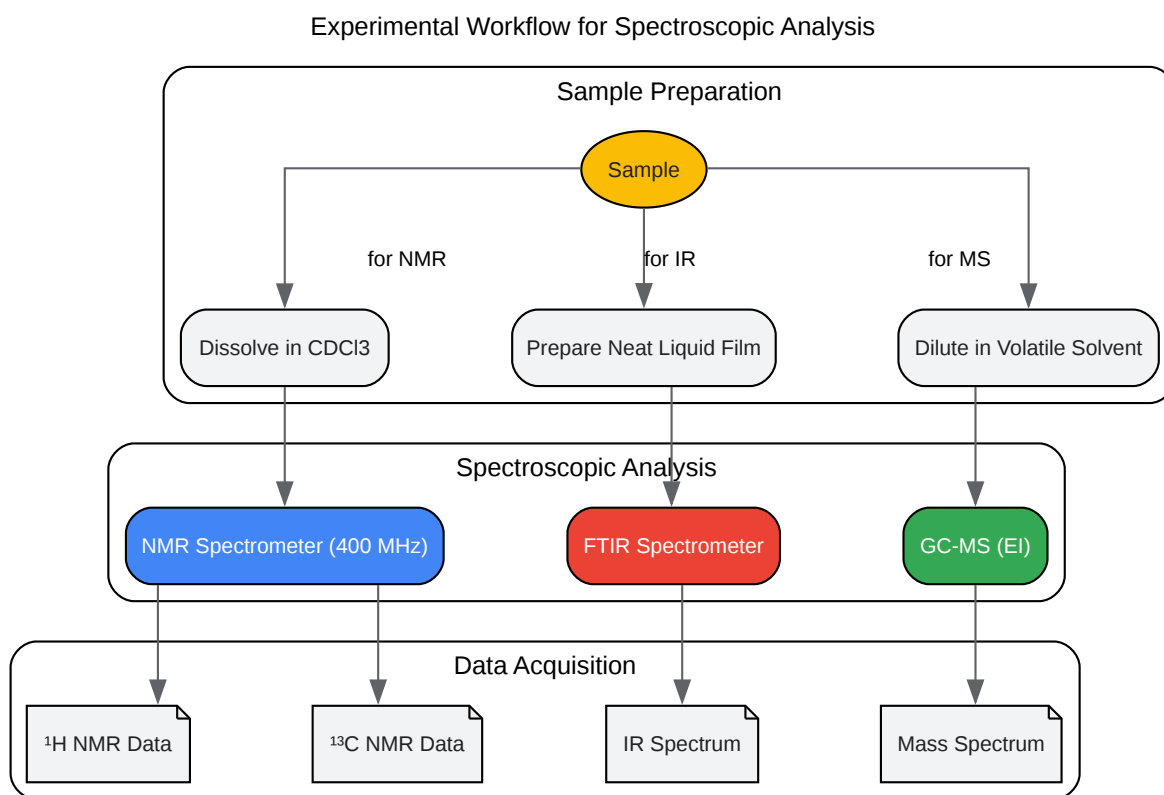 Experimental Workflow for Spectroscopic Analysis
Sample Preparation
Sample
for NMR
for IR
for MS
Dissolve in CDCl3
Prepare Neat Liquid Film
Dilute in Volatile Solvent
Spectroscopic Analysis
NMR Spectrometer (400 MHz)
FTIR Spectrometer
GC-MS (EI)
Data Acquisition
¹H NMR Data
¹³C NMR Data
IR Spectrum
Mass Spectrum